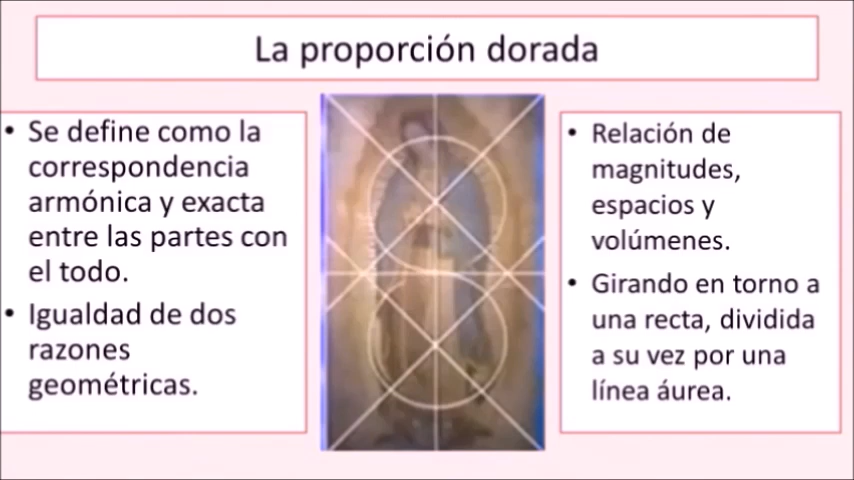 La proporción dorada
• Se define como la
correspondencia
armónica y exacta
entre las partes con
el todo.
• Igualdad de dos
razones
geométricas.
• Relación de
magnitudes,
espacios y
volúmenes.
• Girando en torno a
una recta, dividida
a su vez por una
línea áurea.